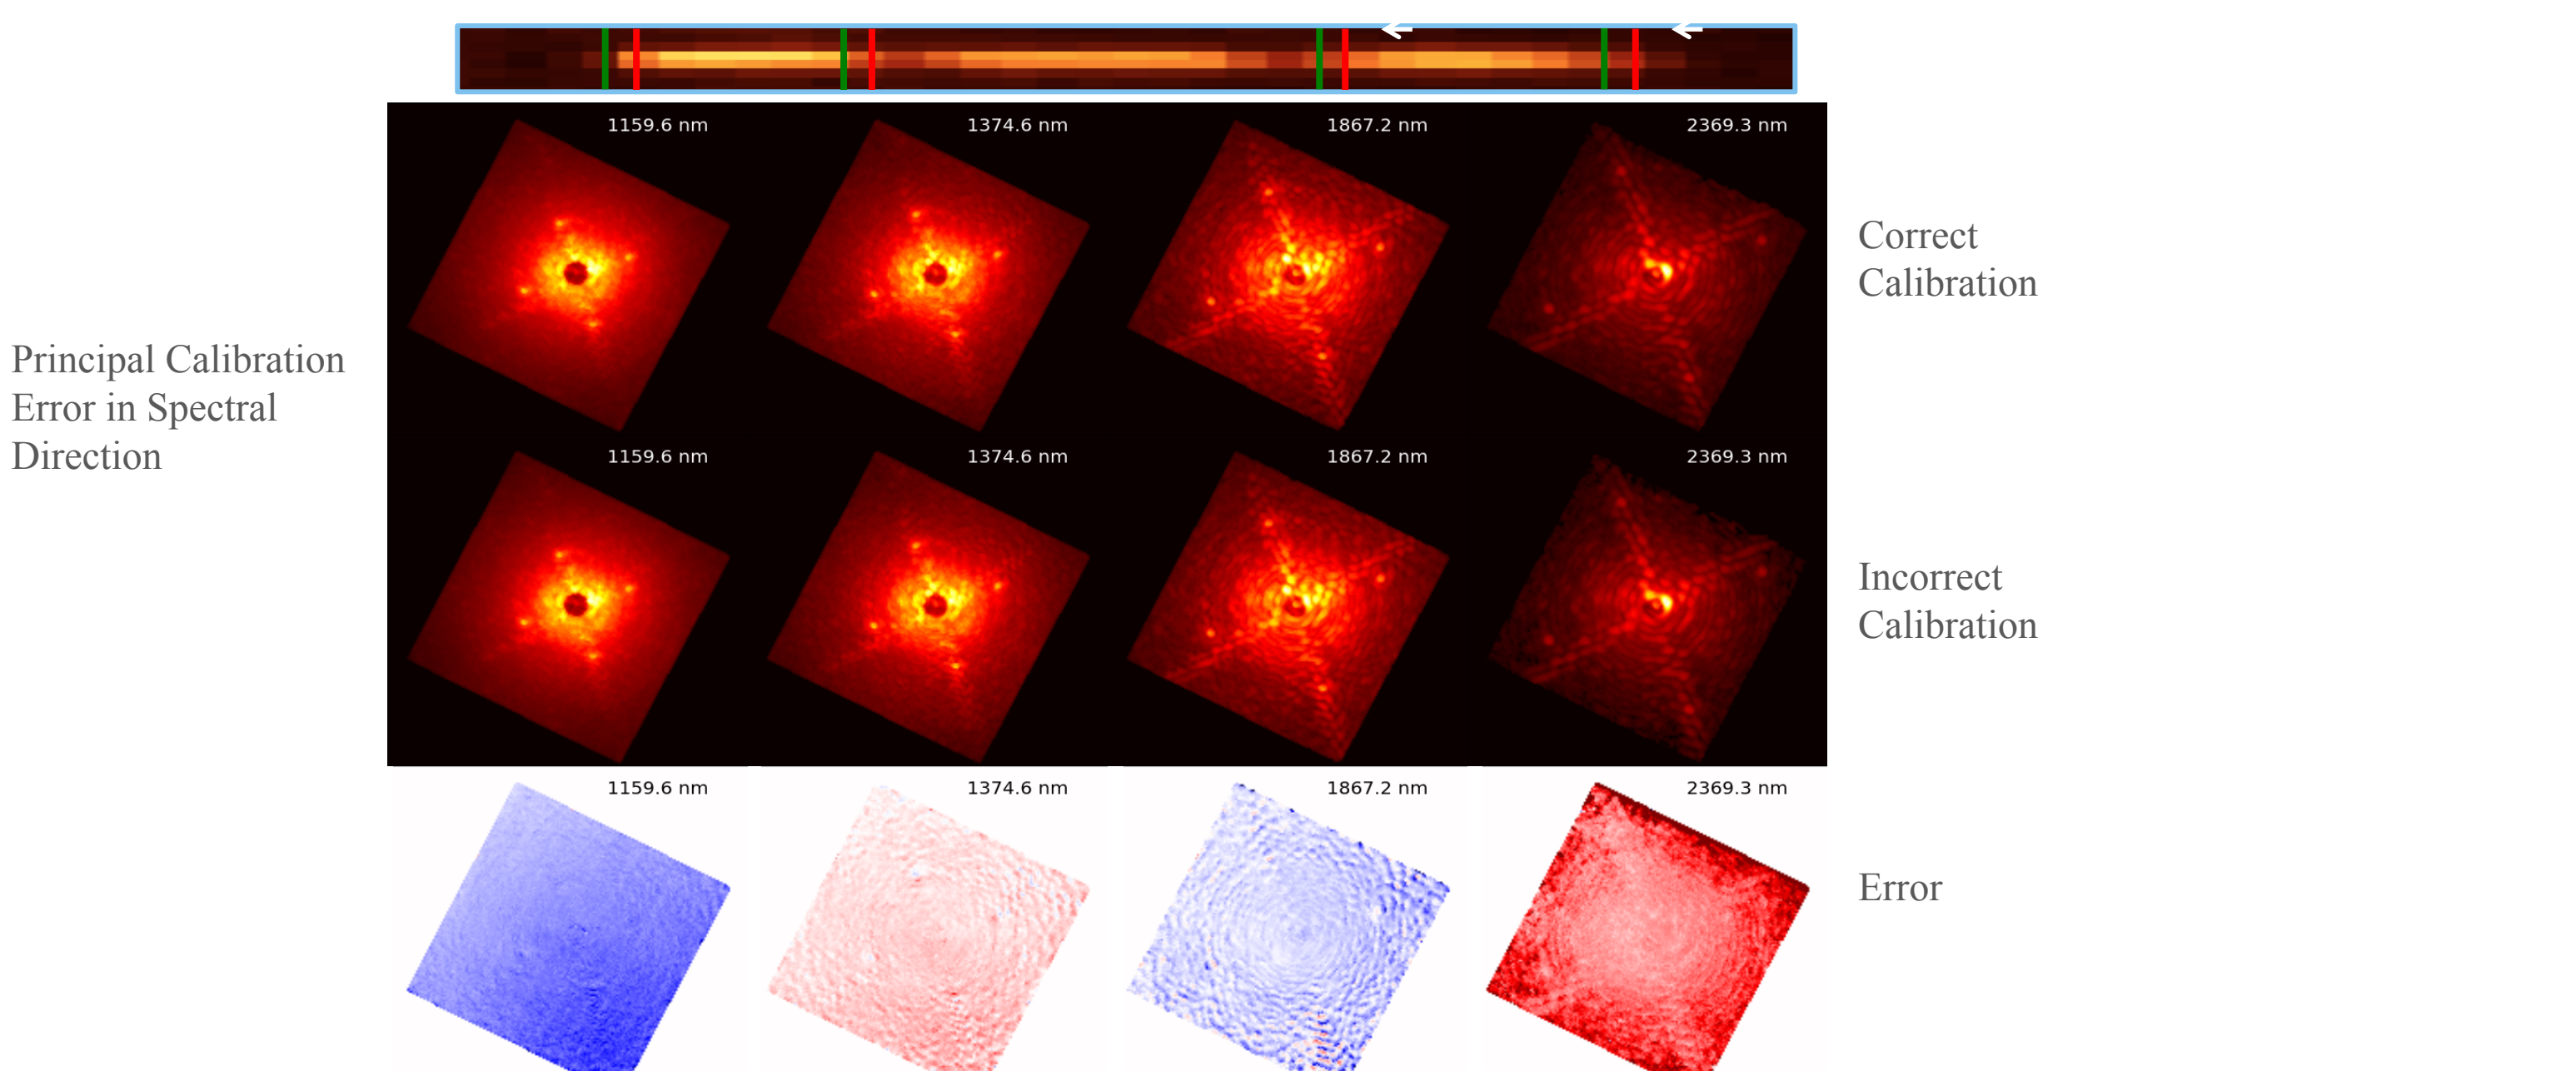 1159.6 nm 1374.6 nm 1867.2 nm 2369.3 nm
Correct
Calibration
Principal Calibration
Error in Spectral
Direction
1159.6 nm 1374.6 nm 1867.2 nm 2369.3 nm
Incorrect
Calibration
1159.6 nm 1374.6 nm 1867.2 nm 2369.3 nm
Error